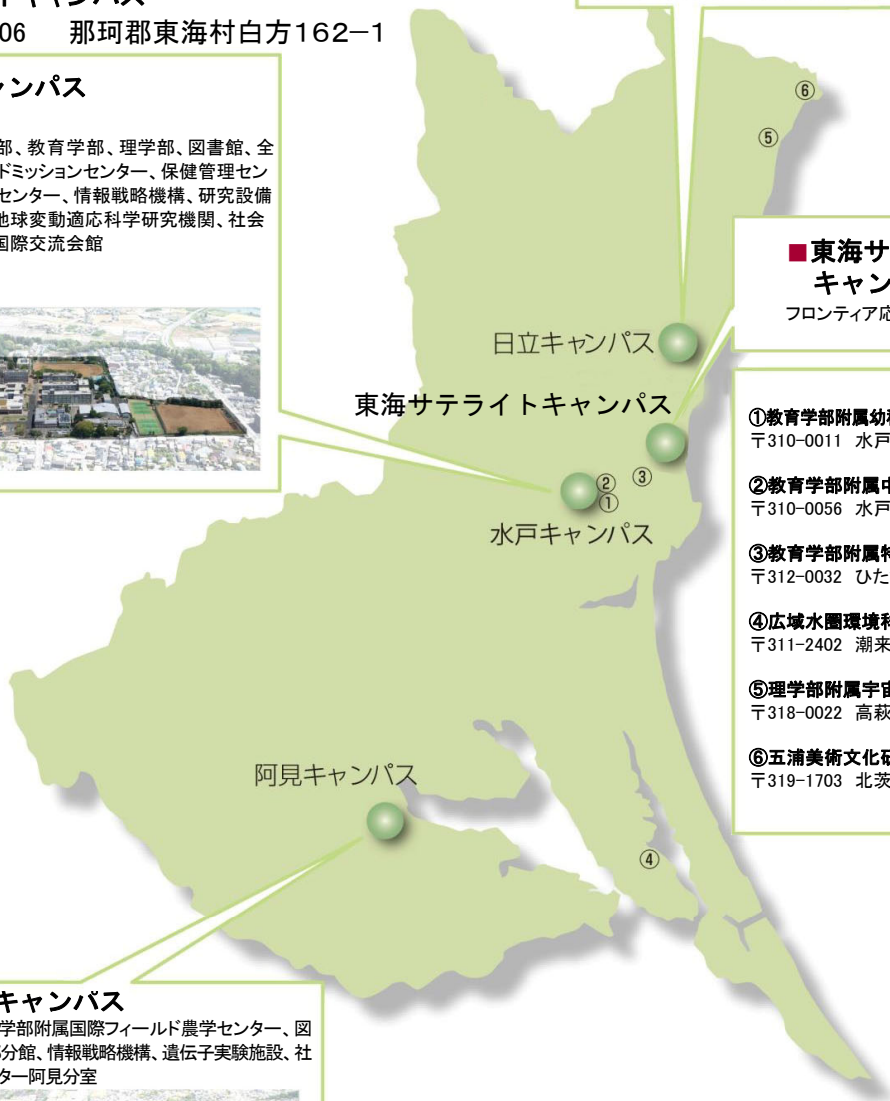 トキャンパス
06 那珂郡東海村白方162-1
ャンパス
部、教育学部、理学部、図書館、全
ドミッションセンター、保健管理セン
センター、情報戦略機構、研究設備
地球変動適応科学研究機関、社会
国際交流会館
⑥
⑤
■東海サ
キャン
フロンティア応
日立キャンパス
東海サテライトキャンパス
③
②
①
水戸キャンパス
①教育学部附属幼稚
〒310-0011 水戸
②教育学部附属中
〒310-0056 水戸
③教育学部附属特
〒312-0032 ひた
④広域水圏環境科
〒311-2402 潮来
⑤理学部附属宇宙
〒318-0022 高萩
⑥五浦美術文化研
〒319-1703 北茨
阿見キャンパス
④
キャンパス
学部附属国際フィールド農学センター、図
分館、情報戦略機構、遺伝子実験施設、社
ター阿見分室